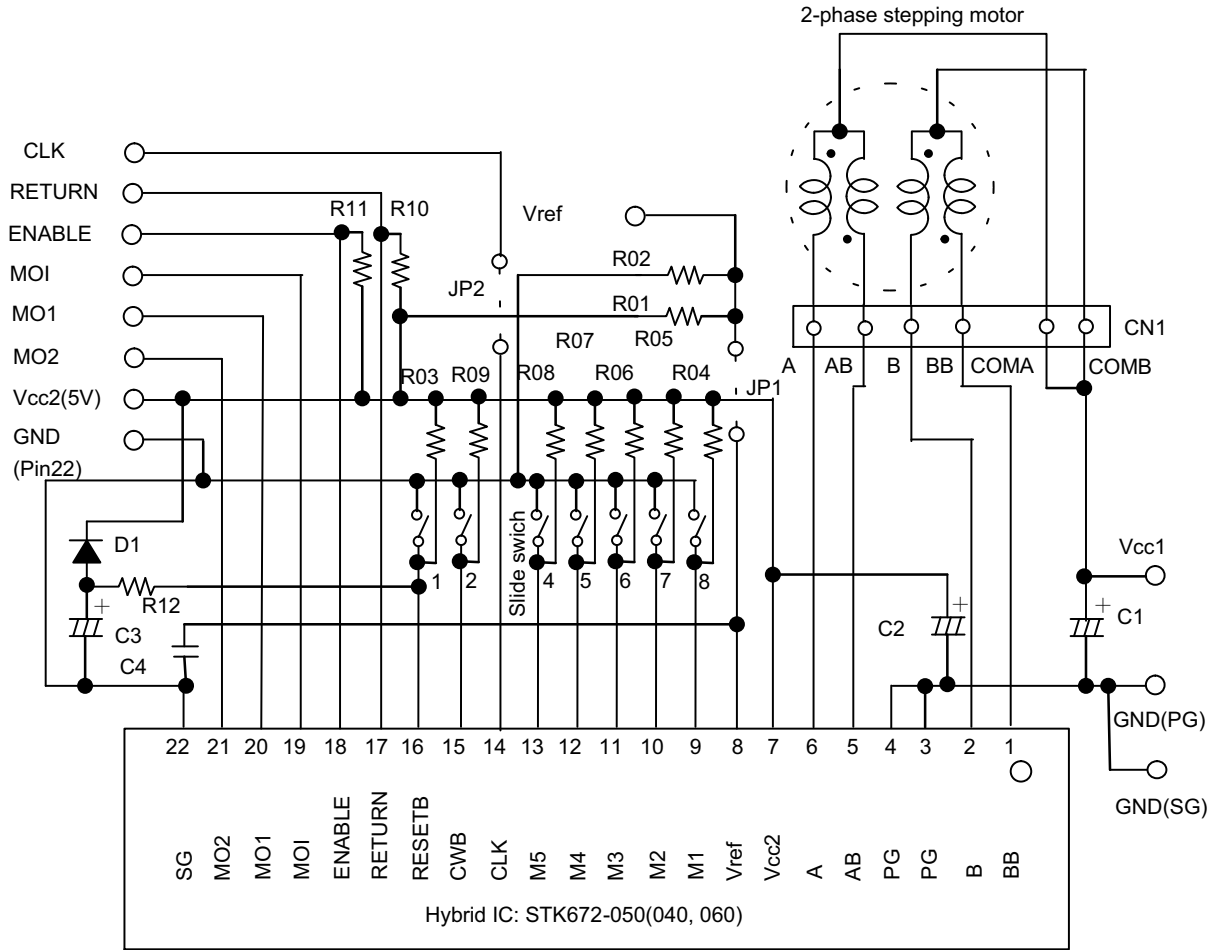 2-phase stepping motor
CLK
RETURN
R11
R10
Vref
ENABLE
R02
MOI
JP2
R01
MO1
R07
R05
CN1
MO2
A
AB
B
BB
COMA
COMB
R03
R09
R08
R06
R04
JP1
Vcc2(5V)
GND
(Pin22)
D1
Slide swich
1
2
4
5
6
7
8
Vcc1
R12
+
C3
C4
C2
+
+
C1
GND(PG)
GND(SG)
22 21 20 19 18 17 16 15 14 13 12 11 10 9 8 7 6 5 4 3 2 1
SG
MO2
MO1
MOI
ENABLE
RETURN
RESETB
CWB
CLK
M5
M4
M3
M2
M1
Vref
Vcc2
A
AB
PG
PG
B
BB
Hybrid IC: STK672-050(040, 060)